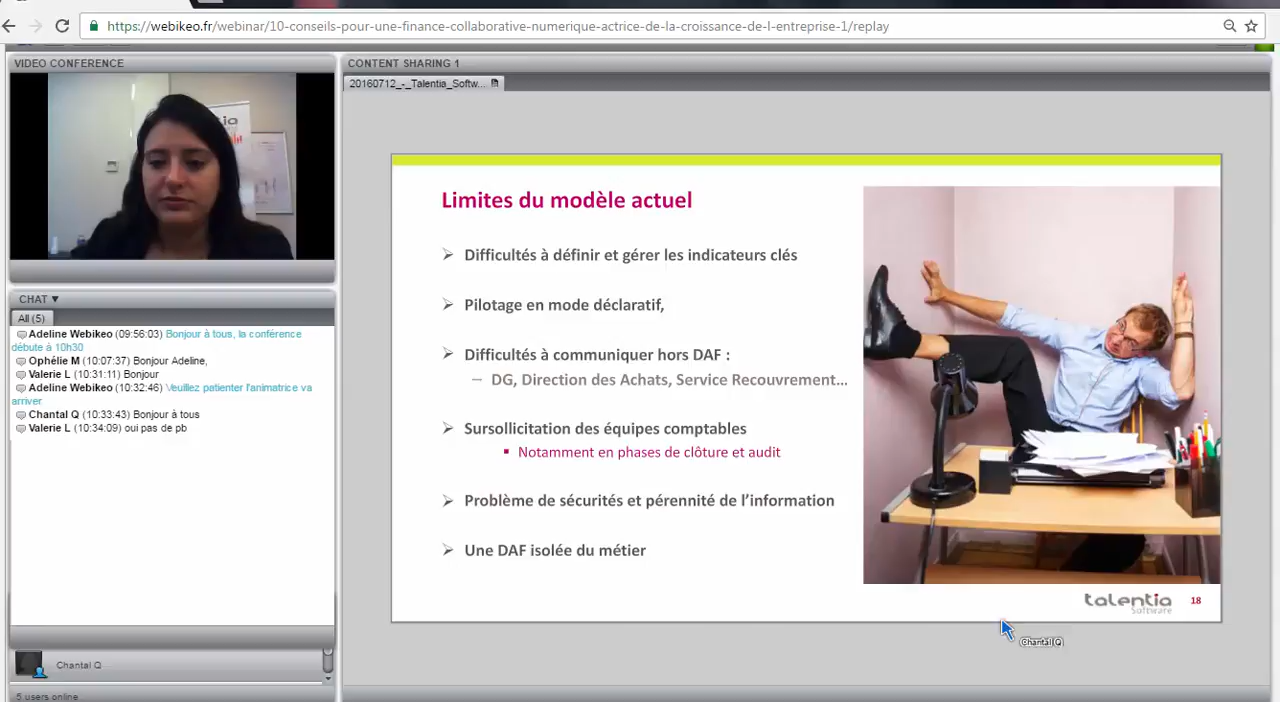 https://webikeo.fr/webinar/10-conseils-pour-une-finance-collaborative-numerique-actrice-de-la-croissance-de-l-entreprise-1/replay
VIDEO CONFERENCE
CHAT ▼
All (5)
Adeline Webikeo (09:56:03) Bonjour à tous, la conférence
débute à 10h30
Ophélie M (10:07:37) Bonjour Adeline,
Valerie L (10:31:11) Bonjour
Adeline Webikeo (10:32:46) Veuillez patienter l'animatrice va
arriver
Chantal Q (10:33:43) Bonjour à tous
Valerie L (10:34:09) oui pas de pb
Chantal Q
5 users online
CONTENT SHARING 1
20160712_-_Talentia_Softw...
Limites du modèle actuel
Difficultés à définir et gérer les indicateurs clés
Pilotage en mode déclaratif,
Difficultés à communiquer hors DAF :
– DG, Direction des Achats, Service Recouvrement…
Sursollicitation des équipes comptables
Notamment en phases de clôture et audit
Problème de sécurités et pérennité de l’information
Une DAF isolée du métier
talentia
Software
18
Chantal Q